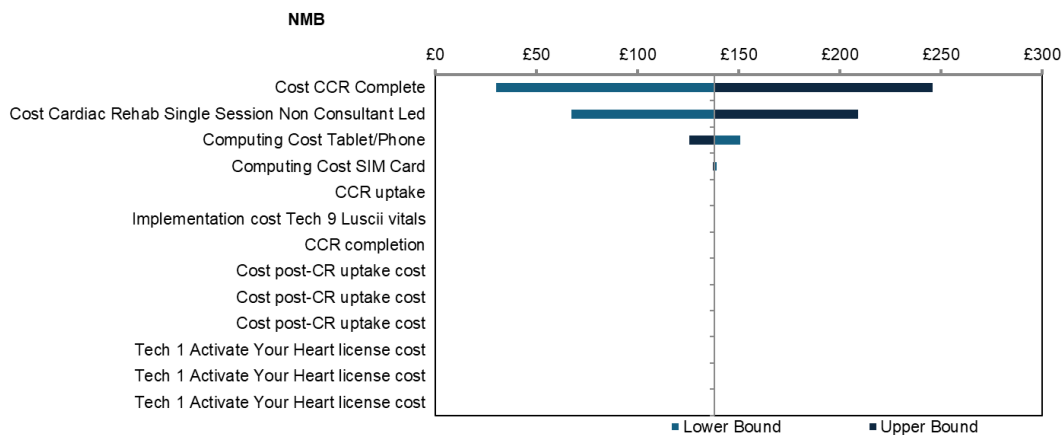 NMB
£0 £50 £100 £150 £200 £250 £300
Cost CCR Complete
Cost Cardiac Rehab Single Session Non Consultant Led
Computing Cost Tablet/Phone
Computing Cost SIM Card
CCR uptake
Implementation cost Tech 9 Luscii vitals
CCR completion
Cost post-CR uptake cost
Cost post-CR uptake cost
Cost post-CR uptake cost
Tech 1 Activate Your Heart license cost
Tech 1 Activate Your Heart license cost
Tech 1 Activate Your Heart license cost
Lower Bound Upper Bound